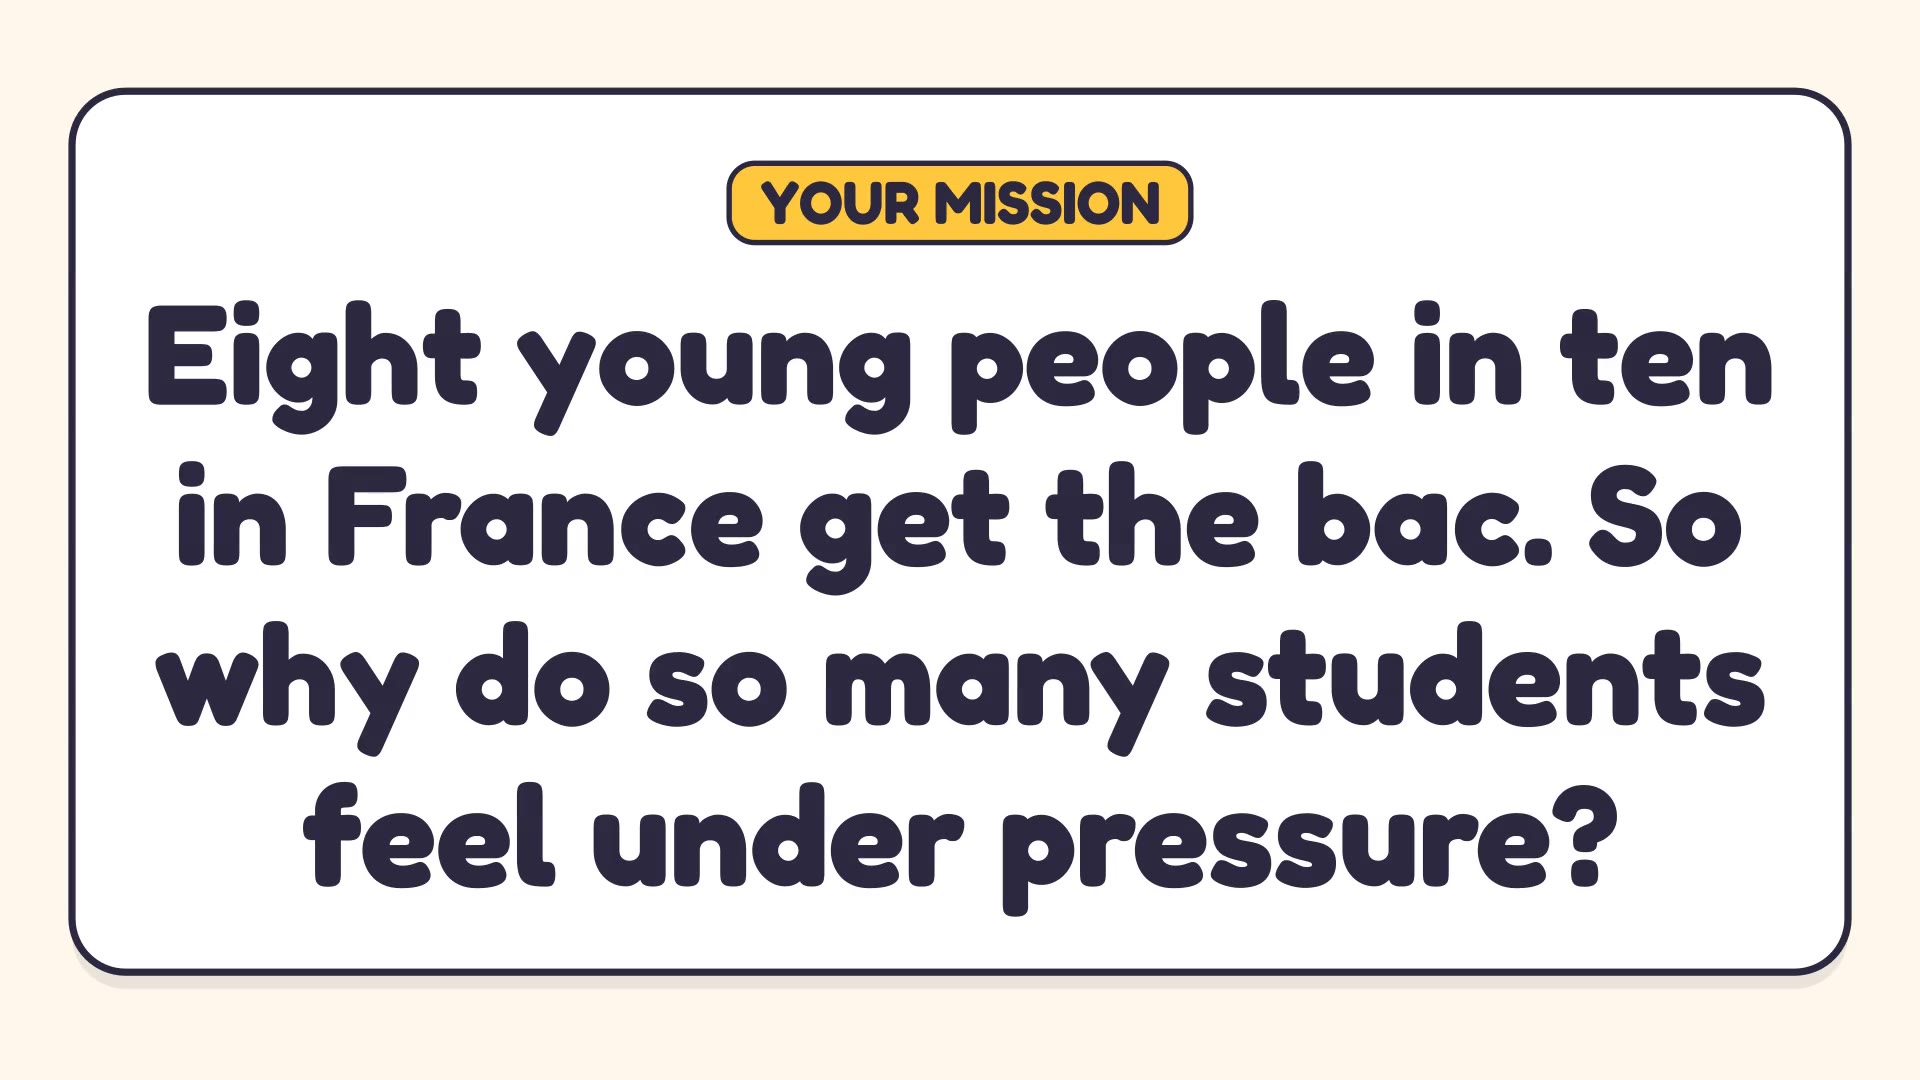 YOUR MISSION
Eight young people in ten
in France get the bac. So
why do so many students
feel under pressure?